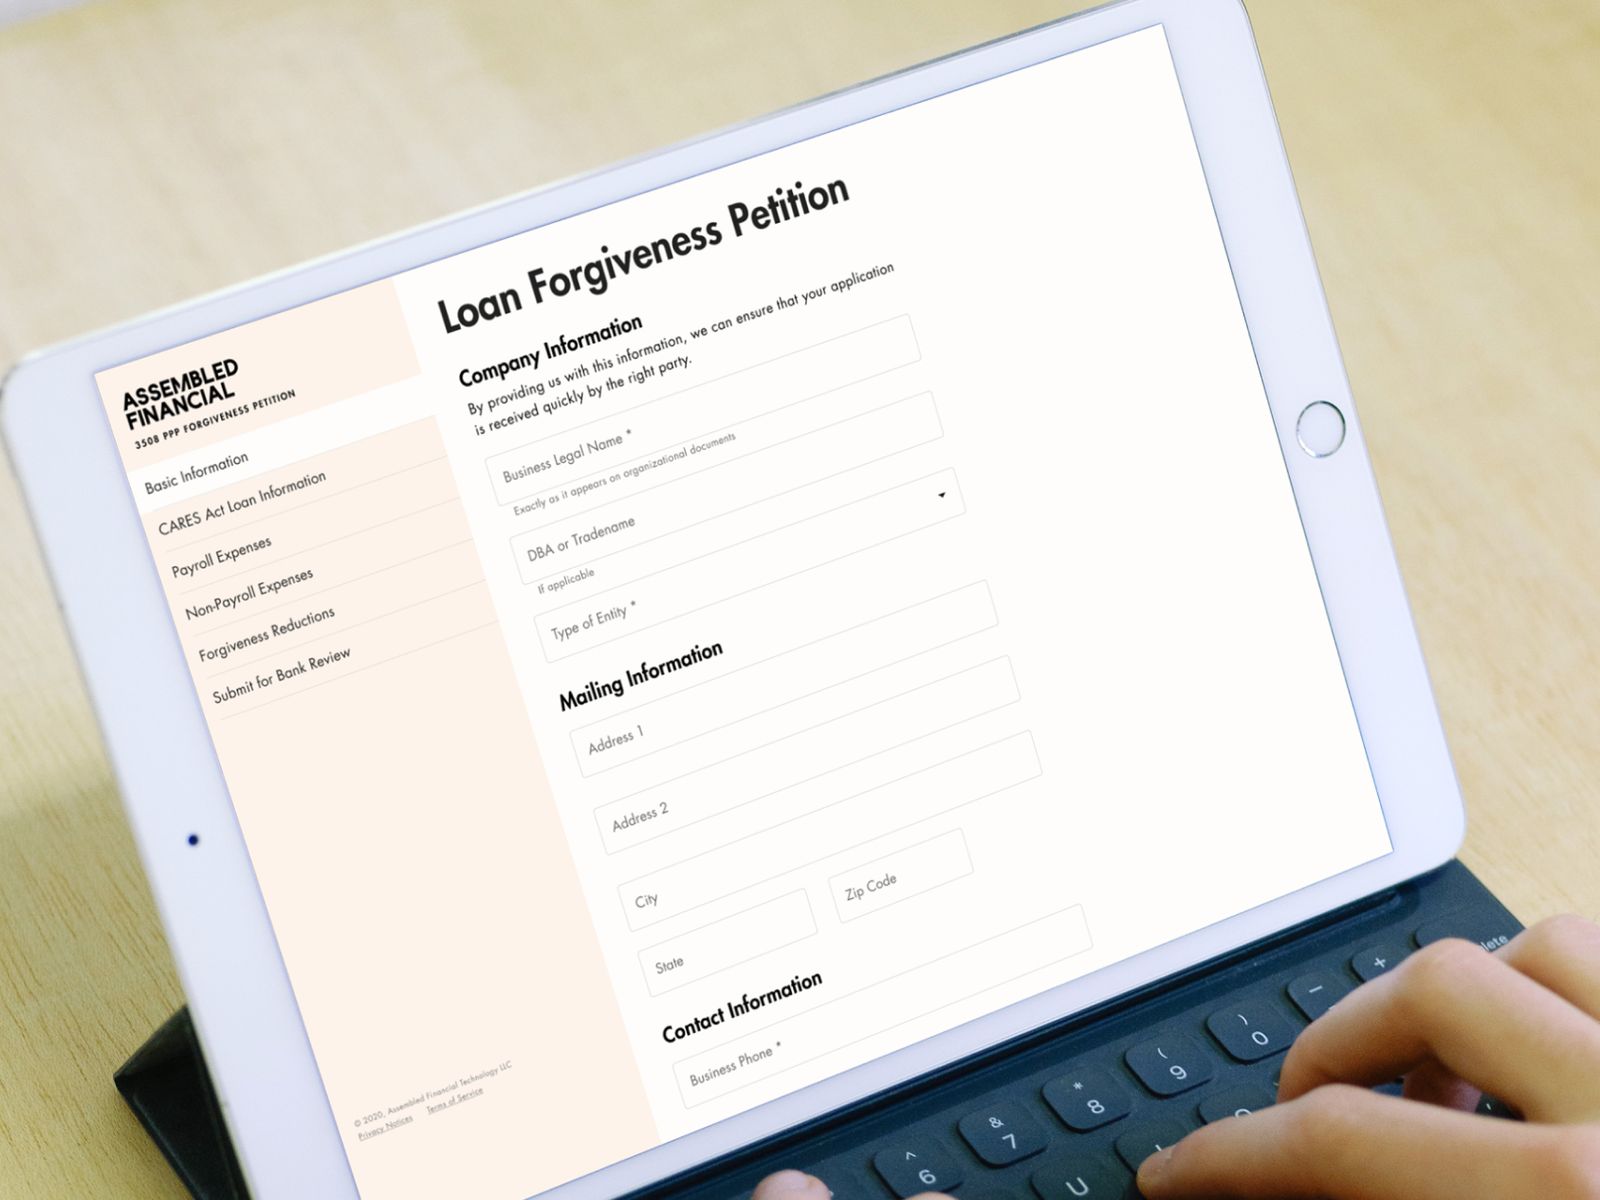 ASSEMBLED
FINANCIAL
3508 PPP FORGIVENESS PETITION
Basic Information
CARES Act Loan Information
Payroll Expenses
Non-Payroll Expenses
Forgiveness Reductions
Submit for Bank Review
© 2020, Assembled Financial Technology LLC
Privacy Notices Terms of Service
Loan Forgiveness Petition
Company Information
By providing us with this information, we can ensure that your application
is received quickly by the right party.
Business Legal Name *
Exactly as it appears on organizational documents
DBA or Tradename
If applicable
Type of Entity *
Mailing Information
Address 1
Address 2
City
State
Zip Code
Contact Information
Business Phone *
^ & * ( ) – +
6 7 8 9 0
U